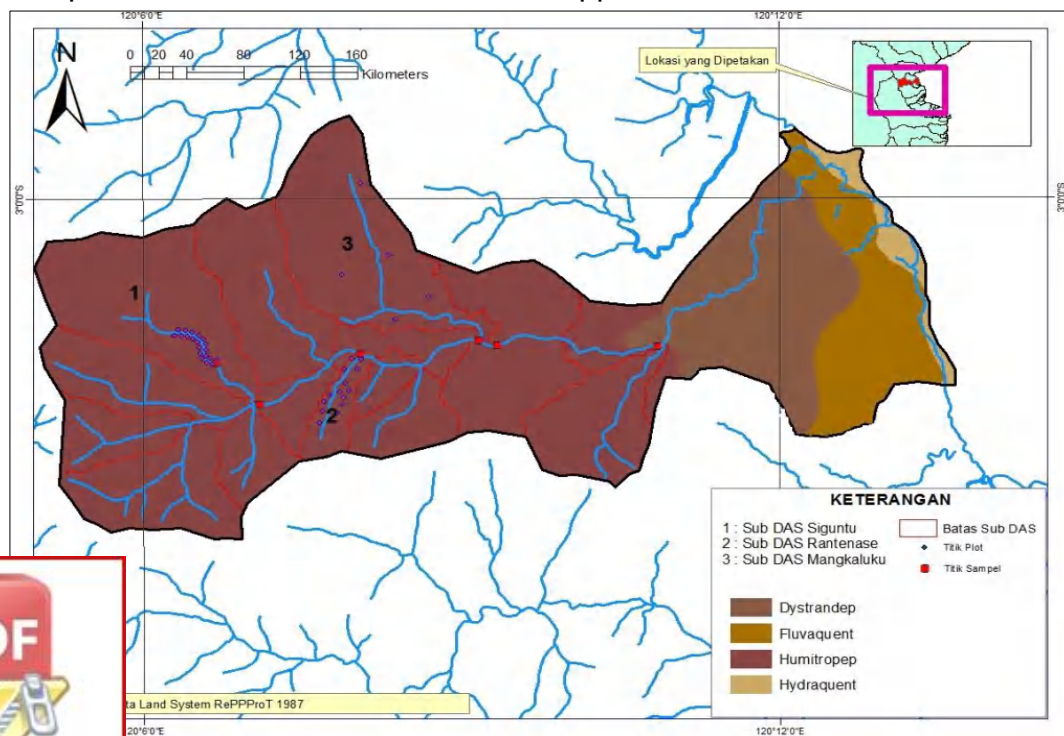 120°6'0"E
120°12'0"E
N
0 20 40 80 120 160
Kilometers
Lokasi yang Dipetakan
3°0'0"S
3°0'0"S
3
1
2
KETERANGAN
1 : Sub DAS Siguntu
2 : Sub DAS Rantenase
3 : Sub DAS Mangkaluku
Batas Sub DAS
Titik Plot
Titik Sampel
Dystrandep
Fluvaquent
Humitropep
Hydraquent
Land System RePPProT 1987
120°6'0"E
120°12'0"E